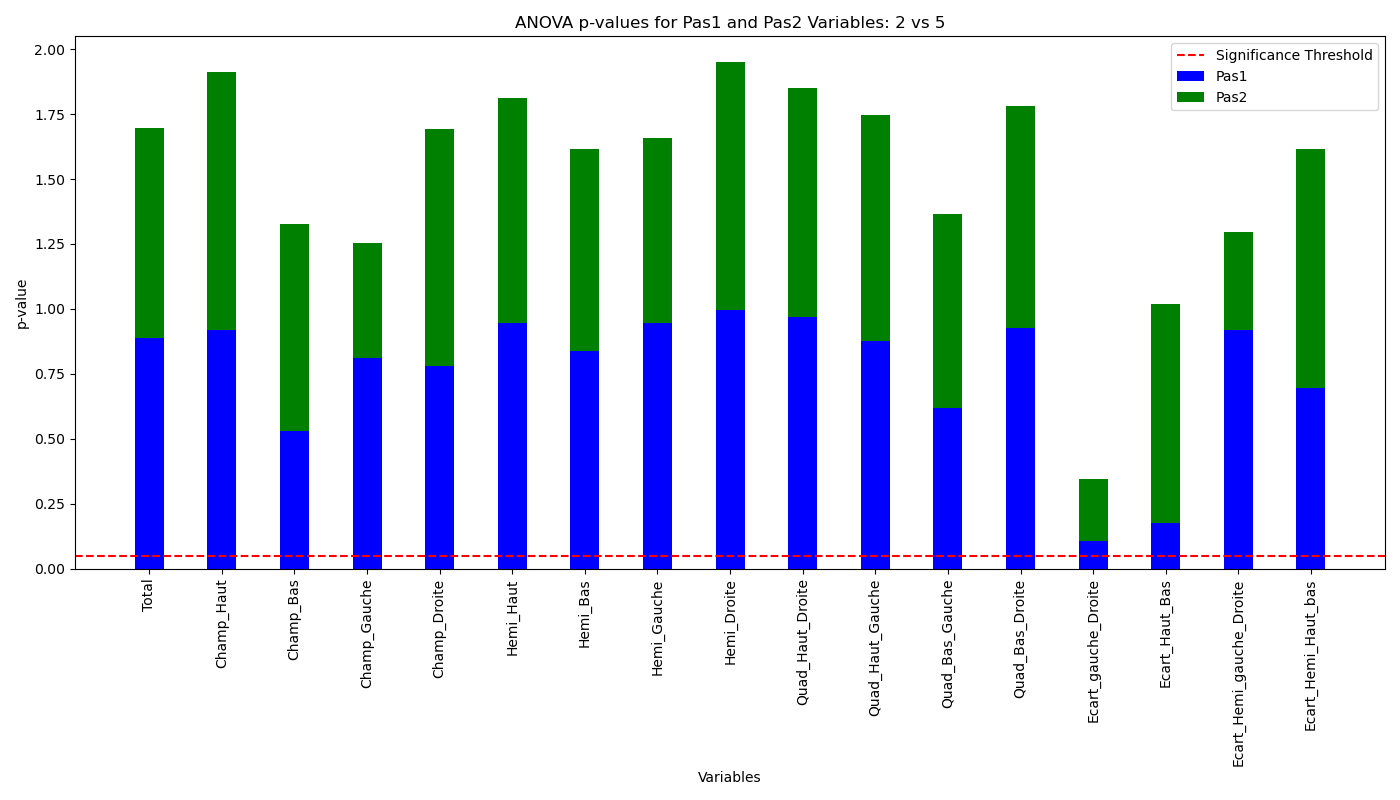 ANOVA p-values for Pas1 and Pas2 Variables: 2 vs 5
Significance Threshold
Pas1
Pas2
p-value
2.00
1.75
1.50
1.25
1.00
0.75
0.50
0.25
0.00
Total
Champ_Haut
Champ_Bas
Champ_Gauche
Champ_Droite
Hemi_Haut
Hemi_Bas
Hemi_Gauche
Hemi_Droite
Quad_Haut_Droite
Quad_Haut_Gauche
Quad_Bas_Gauche
Quad_Bas_Droite
Ecart_gauche_Droite
Ecart_Haut_Bas
Ecart_Hemi_gauche_Droite
Ecart_Hemi_Haut_bas
Variables